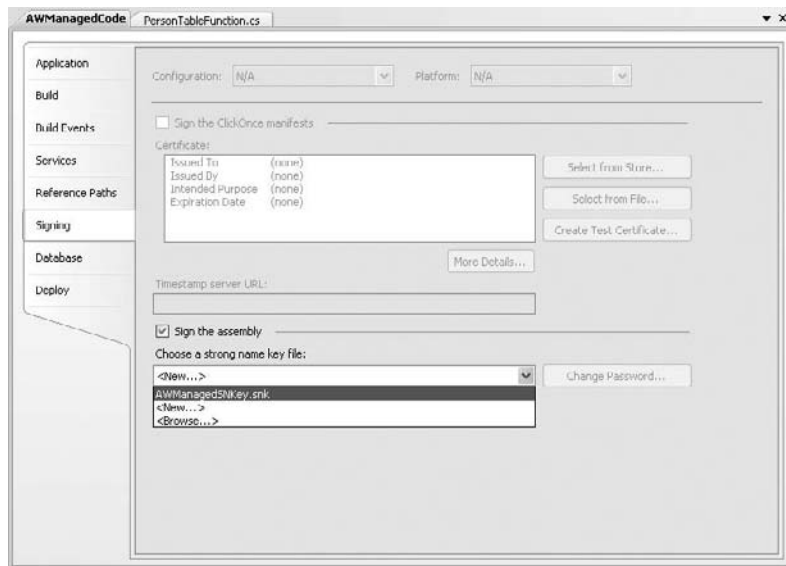 AWManagedCode PersonTableFunction.cs
Application
Build
Build Events
Services
Reference Paths
Signing
Database
Deploy
Configuration: N/A Platform: N/A
Sign the ClickOnce manifests
Certificate:
Issued To (none)
Issued By (none)
Intended Purpose (none)
Expiration Date (none)
Select from Store...
Select from File...
Create Test Certificate...
More Details...
Timestamp server URL:
Sign the assembly
Choose a strong name key file:
<New...>
Change Password...
AWManagedSNKey.snk
<New...>
<Browse...>